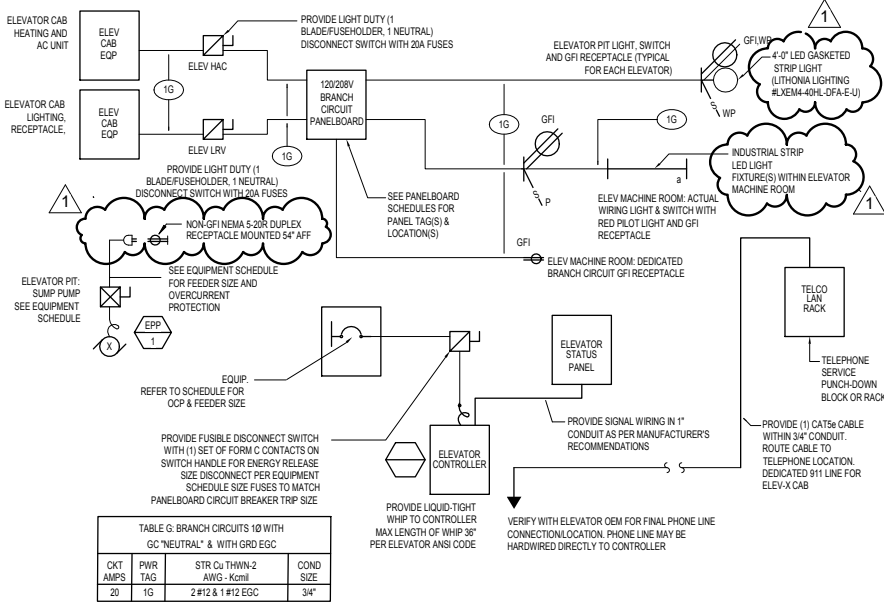 ELEVATOR CAB
HEATING AND
AC UNIT
ELEV
CAB
EQP
1G
ELEV HAC
PROVIDE LIGHT DUTY (1
BLADE/FUSEHOLDER, 1 NEUTRAL)
DISCONNECT SWITCH WITH 20A FUSES
ELEVATOR CAB
LIGHTING,
RECEPTACLE,
ELEV
CAB
EQP
ELEV LRV
1G
PROVIDE LIGHT DUTY (1
BLADE/FUSEHOLDER, 1 NEUTRAL)
DISCONNECT SWITCH WITH 20A FUSES
120/208V
BRANCH
CIRCUIT
PANELBOARD
SEE PANELBOARD
SCHEDULES FOR
PANEL TAG(S) &
LOCATION(S)
ELEVATOR PIT LIGHT, SWITCH
AND GFI RECEPTACLE (TYPICAL
FOR EACH ELEVATOR)
1G
GFI,WP
S
WP
1
4'-0" LED GASKETED
STRIP LIGHT
(LITHONIA LIGHTING
#LXEM4-40HL-DFA-E-U)
GFI
S
P
1G
a
INDUSTRIAL STRIP
LED LIGHT
FIXTURE(S) WITHIN ELEVATOR
MACHINE ROOM
1
ELEV MACHINE ROOM: ACTUAL
WIRING LIGHT & SWITCH WITH
RED PILOT LIGHT AND GFI
RECEPTACLE
GFI
ELEV MACHINE ROOM: DEDICATED
BRANCH CIRCUIT GFI RECEPTACLE
1
NON-GFI NEMA 5-20R DUPLEX
RECEPTACLE MOUNTED 54" AFF
SEE EQUIPMENT SCHEDULE
FOR FEEDER SIZE AND
OVERCURRENT
PROTECTION
ELEVATOR PIT:
SUMP PUMP
SEE EQUIPMENT
SCHEDULE
X
EPP
1
EQUIP.
REFER TO SCHEDULE FOR
OCP & FEEDER SIZE
PROVIDE FUSIBLE DISCONNECT SWITCH
WITH (1) SET OF FORM C CONTACTS ON
SWITCH HANDLE FOR ENERGY RELEASE
SIZE DISCONNECT PER EQUIPMENT
SCHEDULE SIZE FUSES TO MATCH
PANELBOARD CIRCUIT BREAKER TRIP SIZE
ELEVATOR
STATUS
PANEL
ELEVATOR
CONTROLLER
PROVIDE SIGNAL WIRING IN 1"
CONDUIT AS PER MANUFACTURER'S
RECOMMENDATIONS
PROVIDE LIQUID-TIGHT
WHIP TO CONTROLLER
MAX LENGTH OF WHIP 36"
PER ELEVATOR ANSI CODE
VERIFY WITH ELEVATOR OEM FOR FINAL PHONE LINE
CONNECTION/LOCATION. PHONE LINE MAY BE
HARDWIRED DIRECTLY TO CONTROLLER
TELCO
LAN
RACK
TELEPHONE
SERVICE
PUNCH-DOWN
BLOCK OR RACK
PROVIDE (1) CAT5e CABLE
WITHIN 3/4" CONDUIT.
ROUTE CABLE TO
TELEPHONE LOCATION.
DEDICATED 911 LINE FOR
ELEV-X CAB
TABLE G: BRANCH CIRCUITS 1Ø WITH
GC "NEUTRAL" & WITH GRD EGC
CKT AMPS PWR TAG STR Cu THWN-2 AWG - Kcmil COND SIZE
20 1G 2 #12 & 1 #12 EGC 3/4"